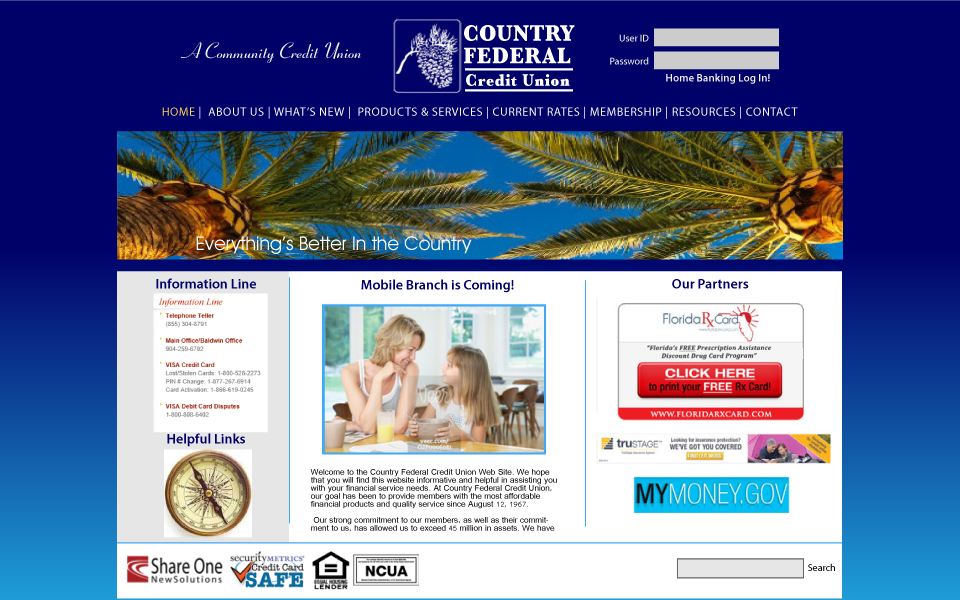 A Community Credit Union
COUNTRY
FEDERAL
Credit Union
User ID
Password
Home Banking Log In!
HOME | ABOUT US | WHAT'S NEW | PRODUCTS & SERVICES | CURRENT RATES | MEMBERSHIP | RESOURCES | CONTACT
Everything's Better In the Country
Information Line
Information Line
Telephone Teller
(855) 304-8791
Main Office/Baldwin Office
904-259-6702
VISA Credit Card
Lost/Stolen Cards: 1-800-528-2273
PIN # Change: 1-877-267-6914
Card Activation: 1-866-619-0245
VISA Debit Card Disputes
1-800-808-6402
Helpful Links
Mobile Branch is Coming!
Welcome to the Country Federal Credit Union Web Site. We hope
that you will find this website informative and helpful in assisting you
with your financial service needs. At Country Federal Credit Union,
our goal has been to provide members with the most affordable
financial products and quality service since August 12, 1967.
Our strong commitment to our members, as well as their commit-
ment to us, has allowed us to exceed 45 million in assets. We have
Our Partners
Florida Rx Card
"Florida's FREE Prescription Assistance
Discount Drug Card Program"
CLICK HERE
to print your FREE Rx Card!
WWW.FLORIDARXCARD.COM
TRUSTAGE
Looking for insurance protection?
WE'VE GOT YOU COVERED
MYMONEY.GOV
Share One
NewSolutions
securityMETRICS
Credit Card
SAFE
EQUAL HOUSING
LENDER
NCUA
Search